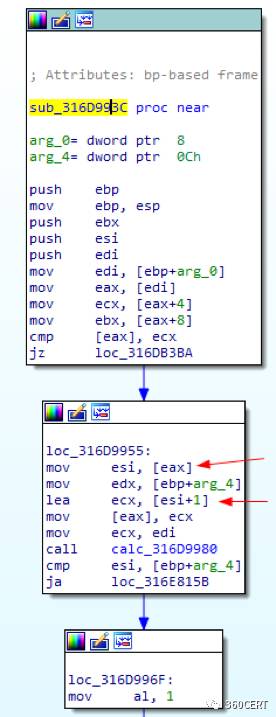 ; Attributes: bp-based frame
sub_316D993C proc near
arg_0= dword ptr  8
arg_4= dword ptr  0Ch
push    ebp
mov     ebp, esp
push    ebx
push    esi
push    edi
mov     edi, [ebp+arg_0]
mov     eax, [edi]
mov     ecx, [eax+4]
mov     ebx, [eax+8]
cmp     [eax], ecx
jz      loc_316DB3BA
loc_316D9955:
mov     esi, [eax]
mov     edx, [ebp+arg_4]
lea     ecx, [esi+1]
mov     [eax], ecx
mov     ecx, edi
call    calc_316D9980
cmp     esi, [ebp+arg_4]
ja      loc_316E815B
loc_316D996F:
mov     al, 1
360CERT